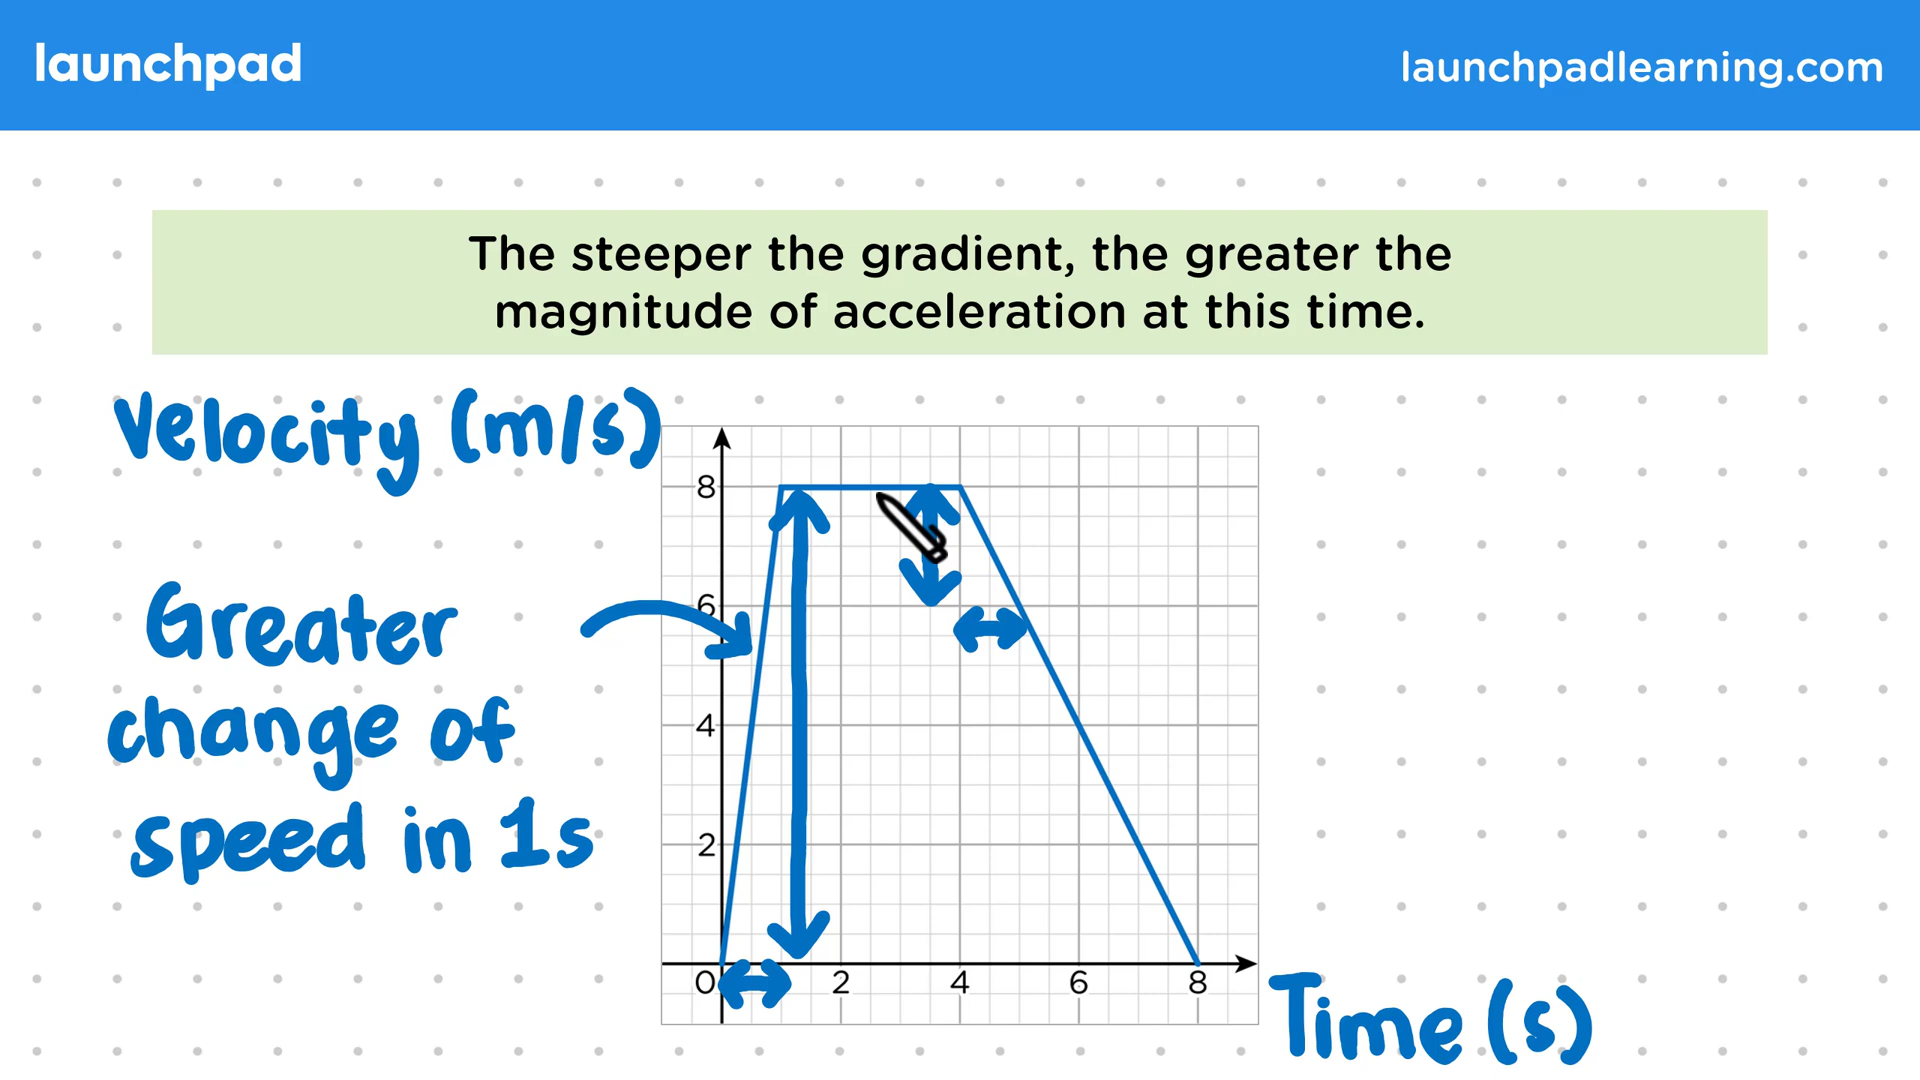 launchpad
launchpadlearning.com
The steeper the gradient, the greater the
magnitude of acceleration at this time.
Velocity (m/s)
8
6
4
2
Greater
change of
speed in 1s
0
2
4
6
8
Time (s)